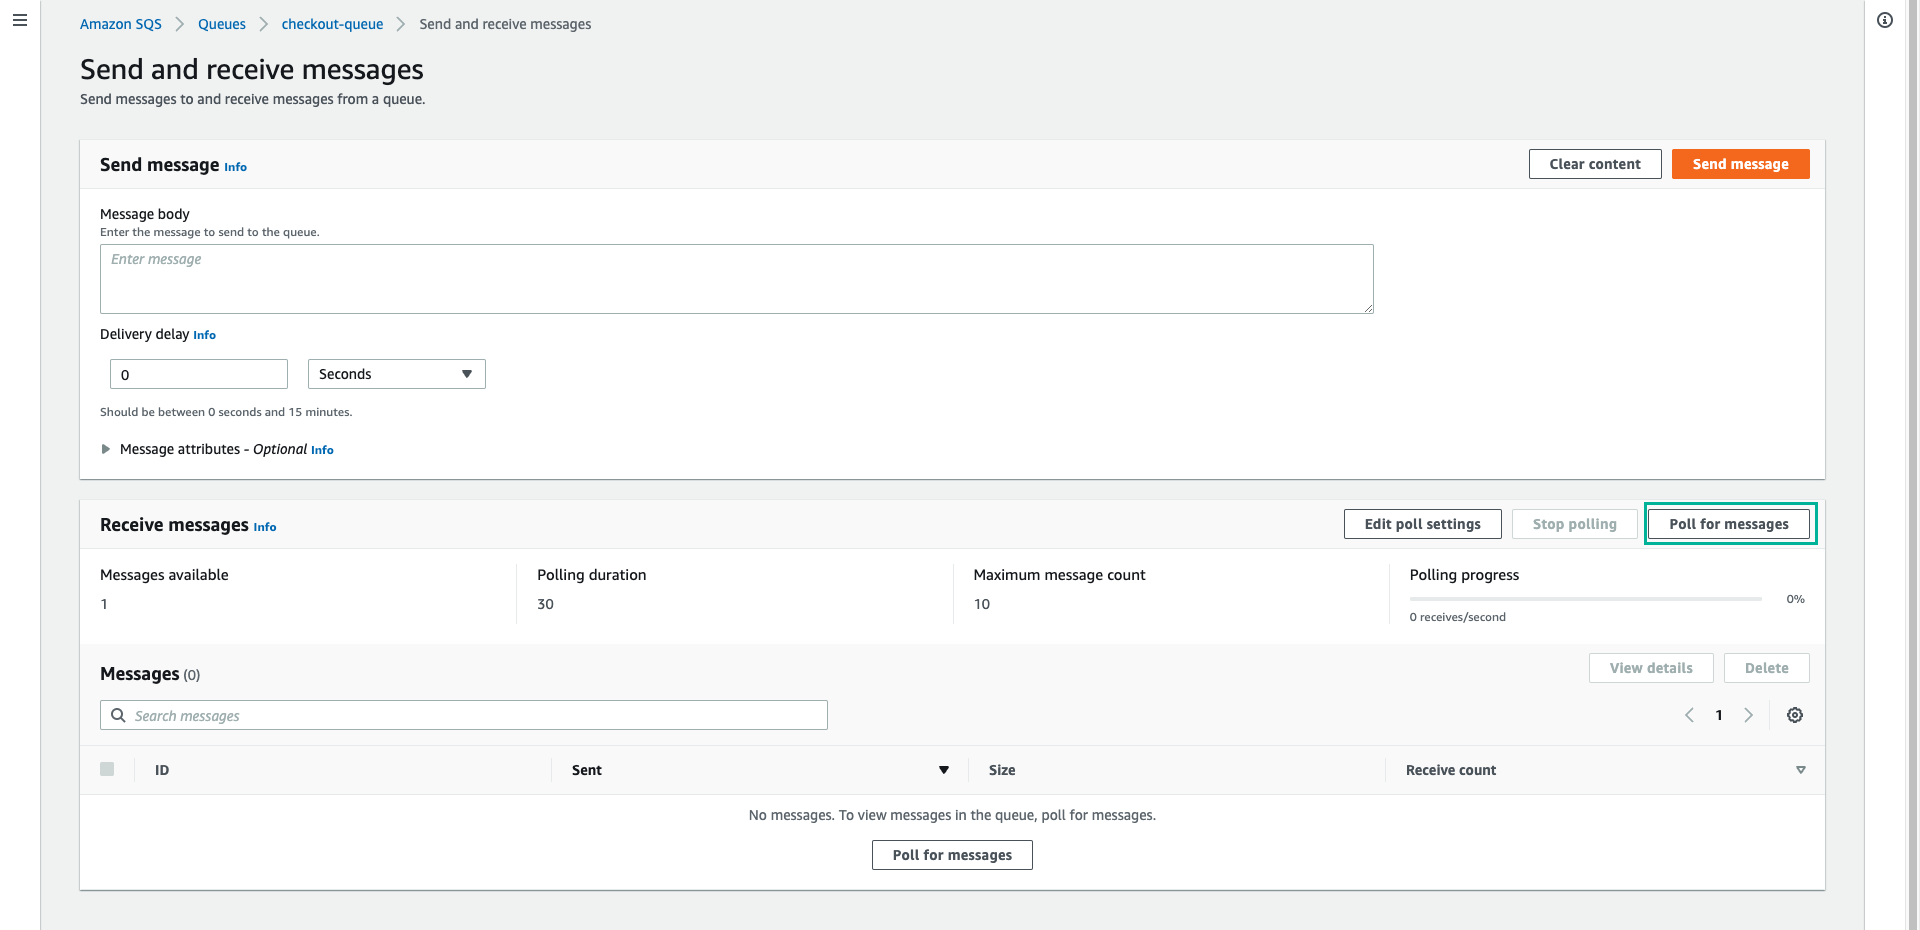 Amazon SQS Queues checkout-queue Send and receive messages
Send and receive messages
Send messages to and receive messages from a queue.
Send message Info
Clear content
Send message
Message body
Enter the message to send to the queue.
Enter message
Delivery delay Info
0
Seconds
Should be between 0 seconds and 15 minutes.
Message attributes - Optional Info
Receive messages Info
Edit poll settings
Stop polling
Poll for messages
Messages available
1
Polling duration
30
Maximum message count
10
Polling progress
0%
0 receives/second
Messages (0)
View details
Delete
Search messages
1
ID
Sent
Size
Receive count
No messages. To view messages in the queue, poll for messages.
Poll for messages